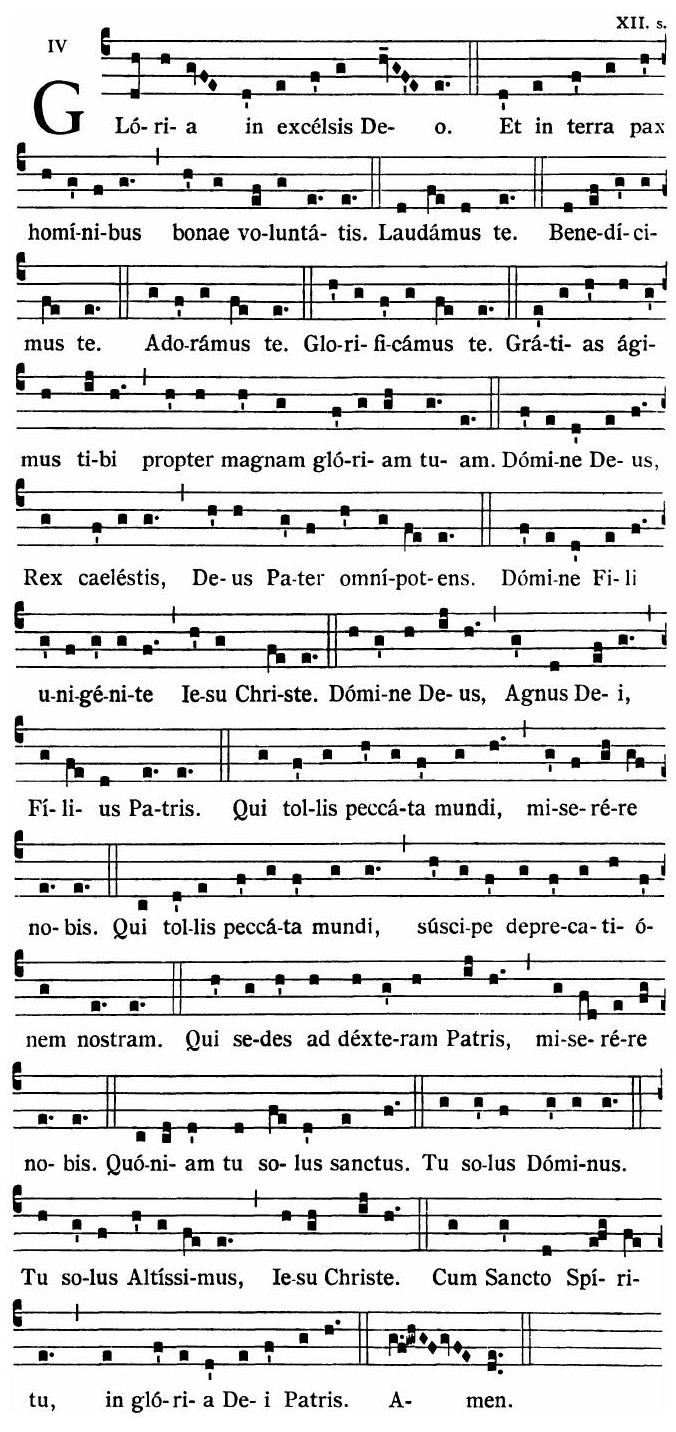 XII. s.
IV
GLó- ri- a in excélsis De- o. Et in terra pax
homí-ni-bus bonae vo-luntá- tis. Laudámus te. Bene-dí-ci-
mus te. Ado-rámus te. Glo-ri- fi-cámus te. Grá-ti- as ági-
mus ti-bi propter magnam gló-ri- am tu- am. Dómi-ne De- us,
Rex caeléstis, De- us Pa-ter omní-pot-ens. Dómi-ne Fi- li
u-ni-gé-ni-te Ie-su Chri-ste. Dómi-ne De- us, Agnus De- i,
Fí- li- us Pa-tris. Qui tol-lis peccá-ta mundi, mi-se-ré-re
no- bis. Qui tol-lis peccá-ta mundi, súsci-pe depre-ca-ti- ó-
nem nostram. Qui se-des ad déxte-ram Patris, mi-se- ré-re
no- bis. Quó-ni- am tu so- lus sanctus. Tu so-lus Dómi-nus.
Tu so-lus Altíssi-mus, Ie-su Christe. Cum Sancto Spí- ri-
tu, in gló-ri- a De- i Patris. A- men.